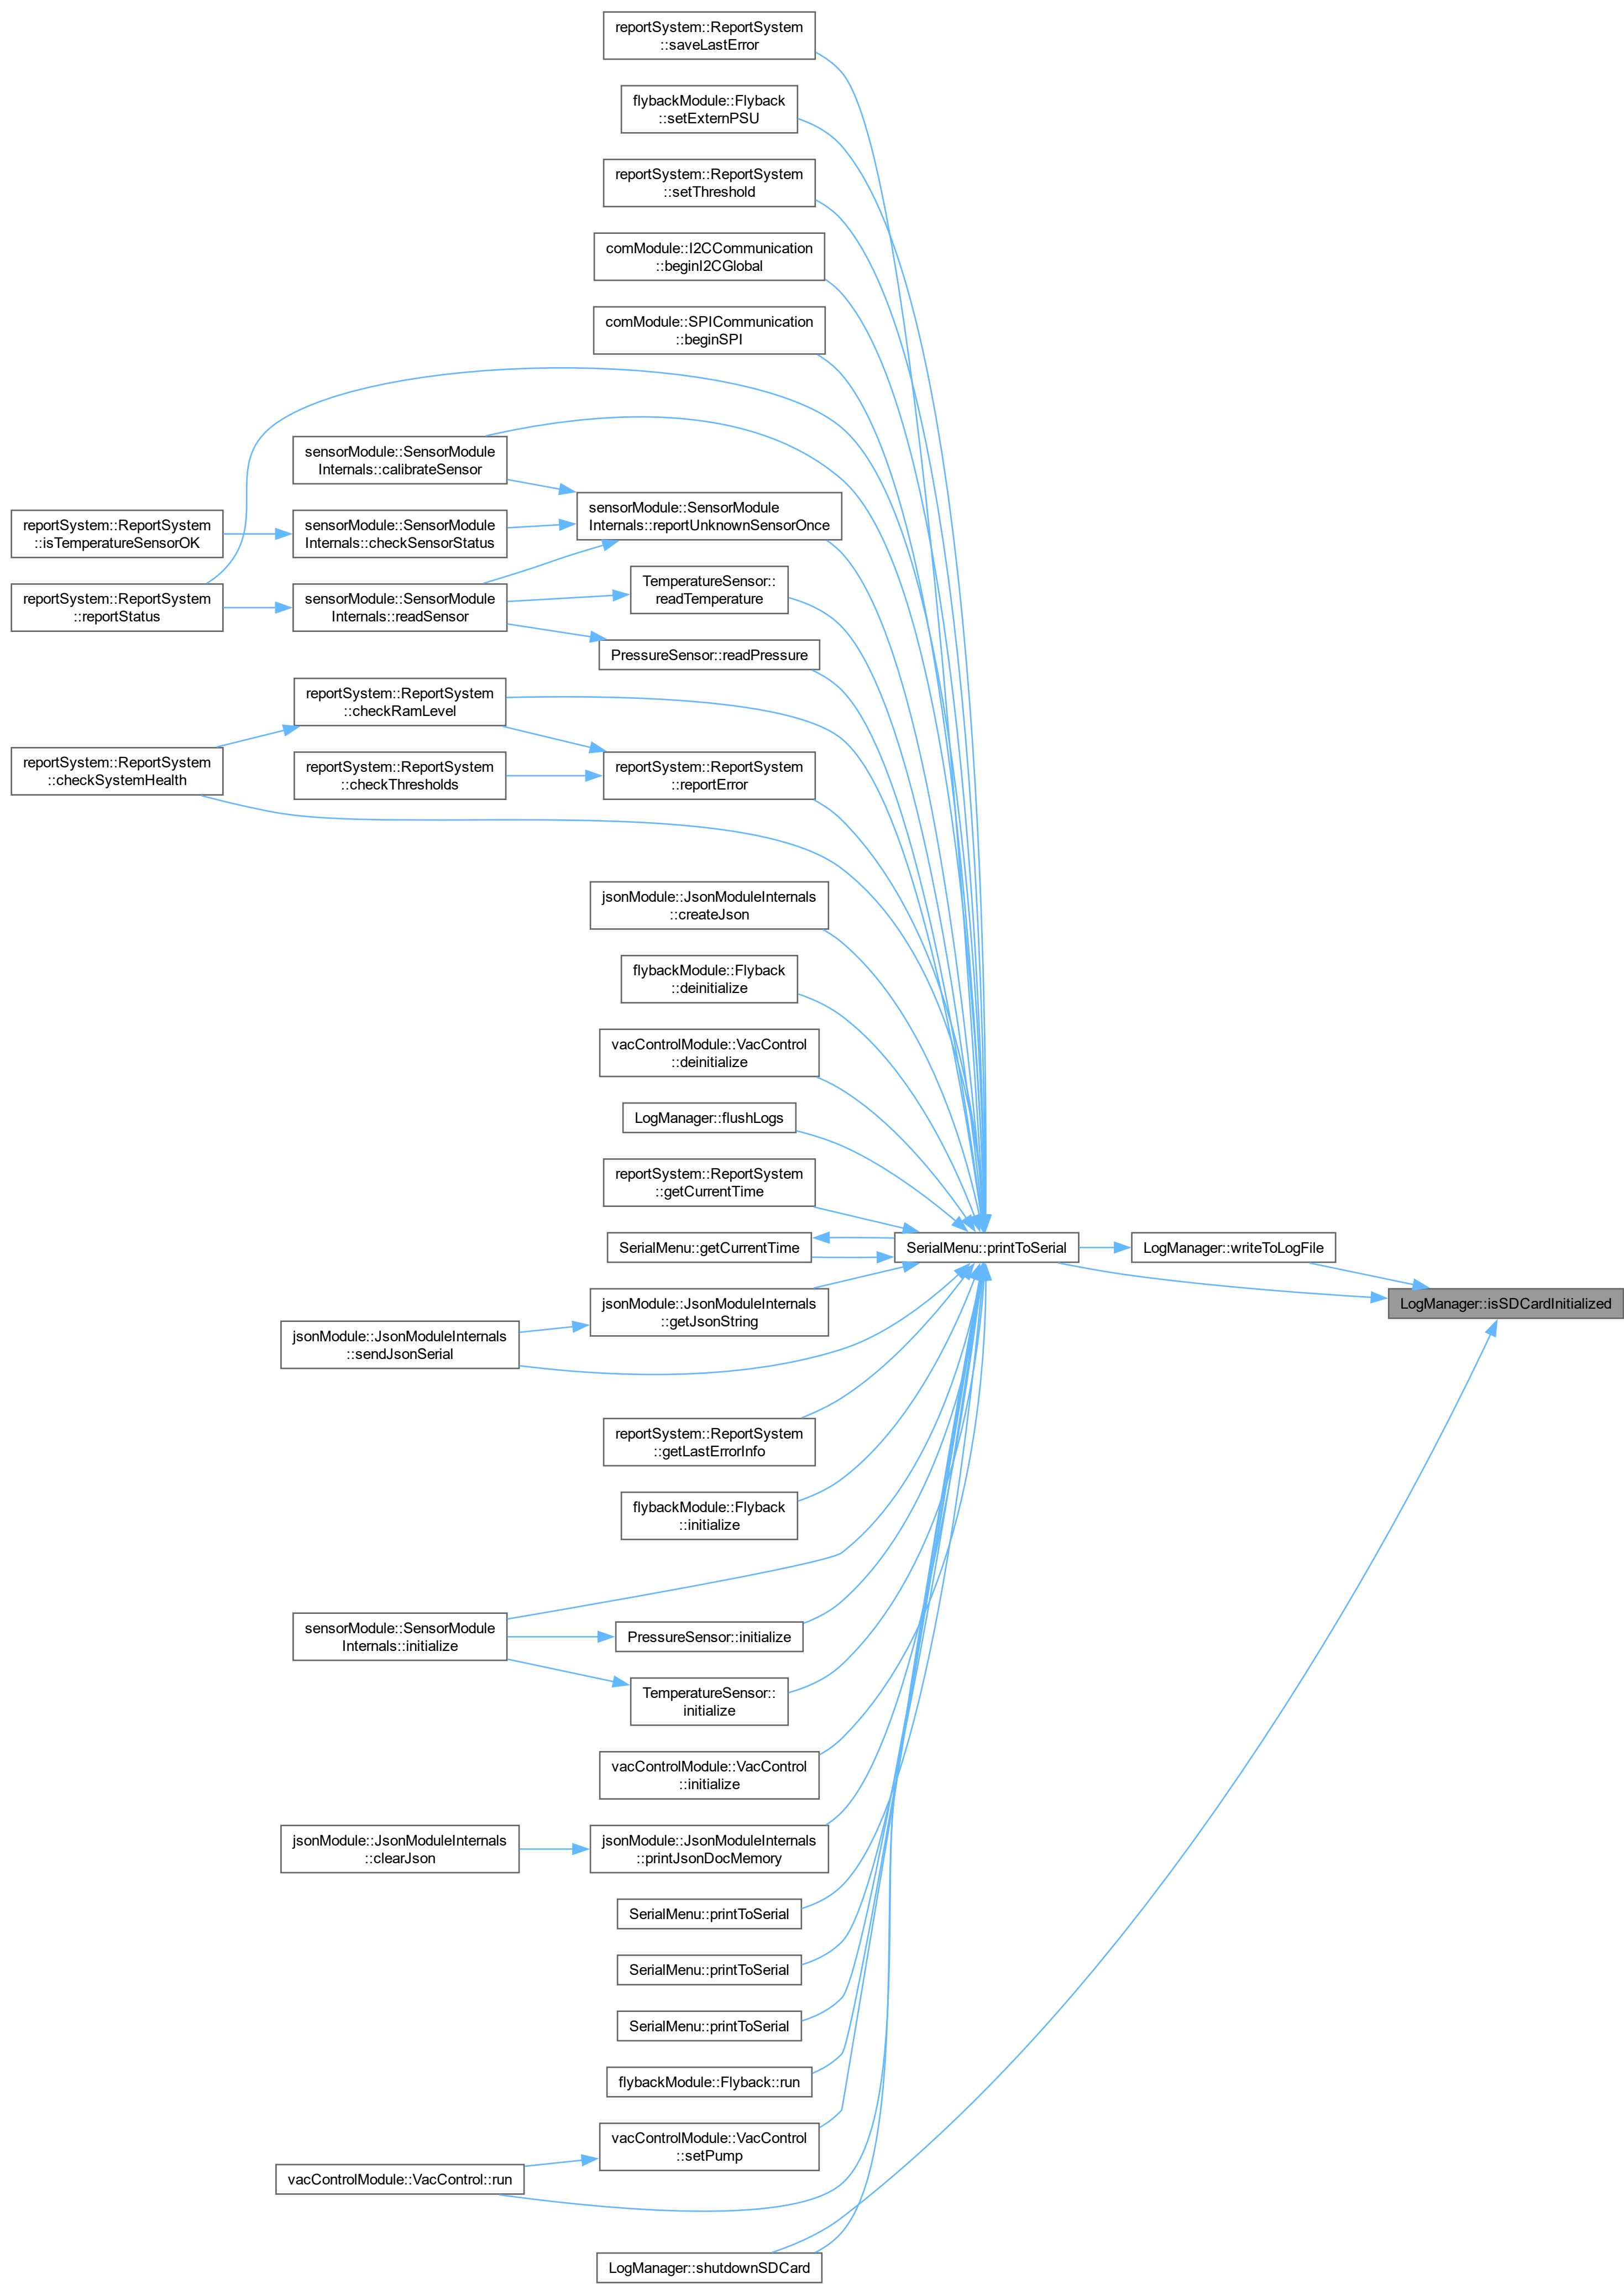 reportSystem::ReportSystem
::saveLastError
flybackModule::Flyback
::setExternPSU
reportSystem::ReportSystem
::setThreshold
comModule::I2CCommunication
::beginI2CGlobal
comModule::SPICommunication
::beginSPI
sensorModule::SensorModule
Internals::calibrateSensor
sensorModule::SensorModule
Internals::reportUnknownSensorOnce
reportSystem::ReportSystem
::isTemperatureSensorOK
sensorModule::SensorModule
Internals::checkSensorStatus
TemperatureSensor::
readTemperature
reportSystem::ReportSystem
::reportStatus
sensorModule::SensorModule
Internals::readSensor
PressureSensor::readPressure
reportSystem::ReportSystem
::checkRamLevel
reportSystem::ReportSystem
::checkSystemHealth
reportSystem::ReportSystem
::checkThresholds
reportSystem::ReportSystem
::reportError
jsonModule::JsonModuleInternals
::createJson
flybackModule::Flyback
::deinitialize
vacControlModule::VacControl
::deinitialize
LogManager::flushLogs
reportSystem::ReportSystem
::getCurrentTime
SerialMenu::getCurrentTime
SerialMenu::printToSerial
LogManager::writeToLogFile
LogManager::isSDCardInitialized
jsonModule::JsonModuleInternals
::getJsonString
jsonModule::JsonModuleInternals
::sendJsonSerial
reportSystem::ReportSystem
::getLastErrorInfo
flybackModule::Flyback
::initialize
sensorModule::SensorModule
Internals::initialize
PressureSensor::initialize
TemperatureSensor::
initialize
vacControlModule::VacControl
::initialize
jsonModule::JsonModuleInternals
::clearJson
jsonModule::JsonModuleInternals
::printJsonDocMemory
SerialMenu::printToSerial
SerialMenu::printToSerial
SerialMenu::printToSerial
flybackModule::Flyback::run
vacControlModule::VacControl
::setPump
vacControlModule::VacControl::run
LogManager::shutdownSDCard